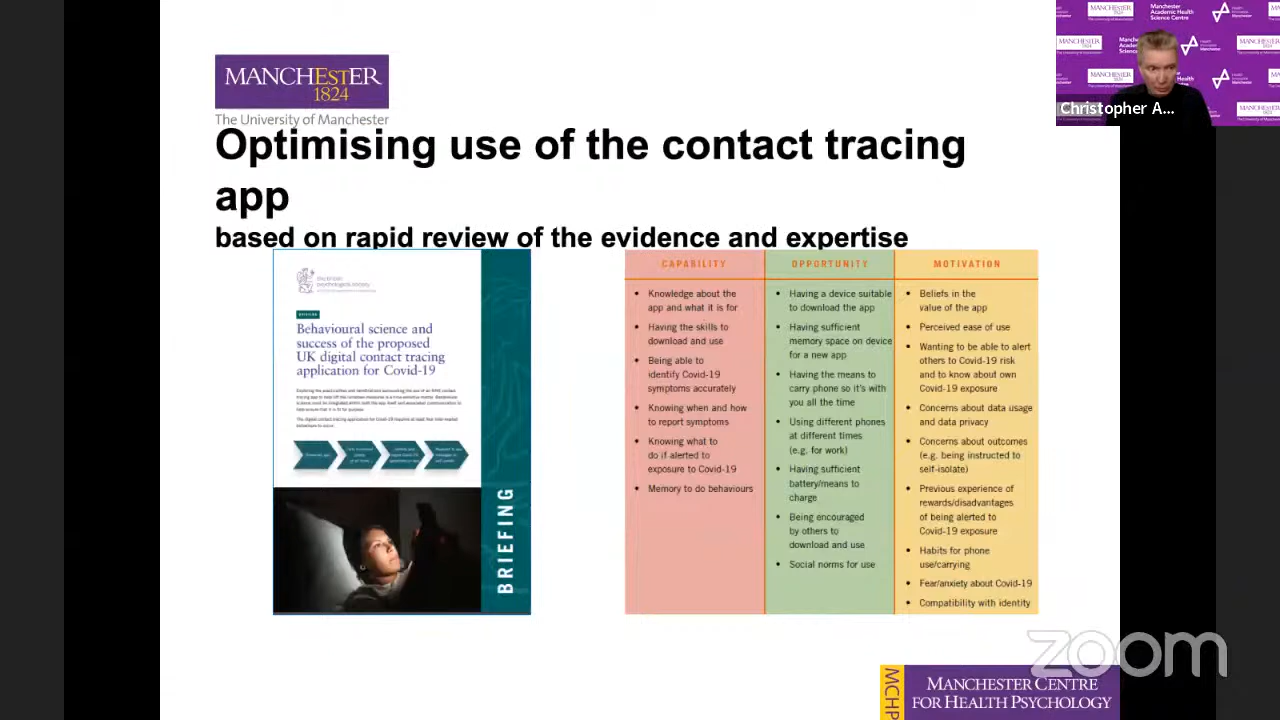 MANCHESTER
1824
The University of Manchester
Optimising use of the contact tracing
app
based on rapid review of the evidence and expertise
the british
psychological society
BRIEFING
Behavioural science and
success of the proposed
UK digital contact tracing
application for Covid-19
BRIEFING
CAPABILITY
• Knowledge about the
app and what it is for
• Having the skills to
download and use
• Being able to
identify Covid-19
symptoms accurately
• Knowing when and how
to report symptoms
• Knowing what to
do if alerted to
exposure to Covid-19
• Memory to do behaviours
OPPORTUNITY
• Having a device suitable
to download the app
• Having sufficient
memory space on device
for a new app
• Having the means to
carry phone so it's with
you all the time
• Using different phones
at different times
(e.g. for work)
• Having sufficient
battery/means to
charge
• Being encouraged
by others to
download and use
• Social norms for use
MOTIVATION
• Beliefs in the
value of the app
• Perceived ease of use
• Wanting to be able to alert
others to Covid-19 risk
and to know about own
Covid-19 exposure
• Concerns about data usage
and data privacy
• Concerns about outcomes
(e.g. being instructed to
self-isolate)
• Previous experience of
rewards/disadvantages
of being alerted to
Covid-19 exposure
• Habits for phone
use/carrying
• Fear/anxiety about Covid-19
• Compatibility with identity
Manchester
Academic Health
Science Centre
Christopher A...
zoom
MCHP
MANCHESTER CENTRE
FOR HEALTH PSYCHOLOGY